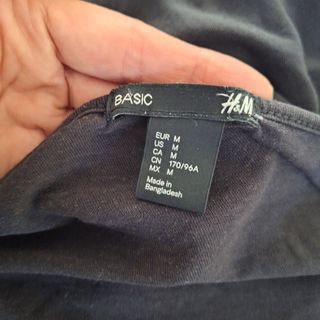 BASIC
H&M
EUR M
US M
CA M
CN 170/96A
MX M
Made in
Bangladesh